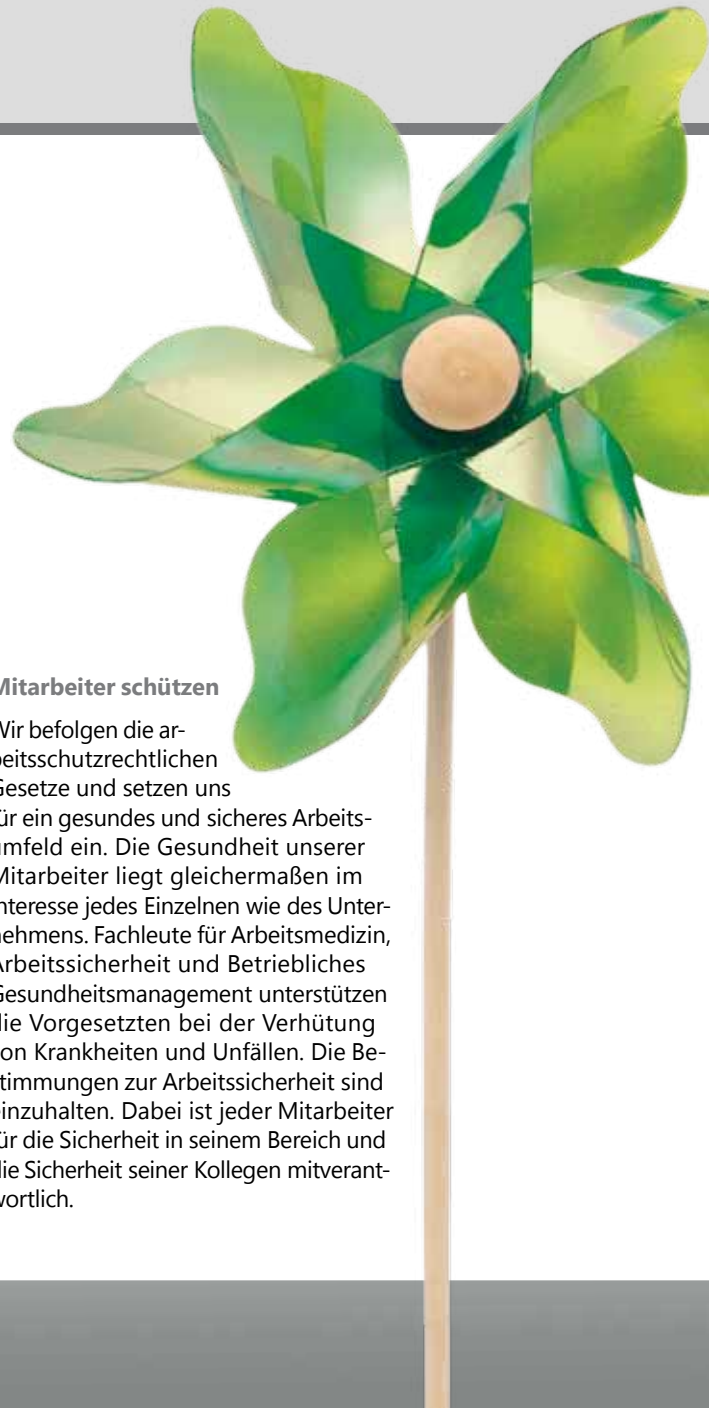 Mitarbeiter schützen
Wir befolgen die ar-
beitsschutzrechtlichen
Gesetze und setzen uns
für ein gesundes und sicheres Arbeits-
umfeld ein. Die Gesundheit unserer
Mitarbeiter liegt gleichermaßen im
Interesse jedes Einzelnen wie des Unter-
nehmens. Fachleute für Arbeitsmedizin,
Arbeitssicherheit und Betriebliches
Gesundheitsmanagement unterstützen
die Vorgesetzten bei der Verhütung
von Krankheiten und Unfällen. Die Be-
stimmungen zur Arbeitssicherheit sind
einzuhalten. Dabei ist jeder Mitarbeiter
für die Sicherheit in seinem Bereich und
die Sicherheit seiner Kollegen mitverant-
wortlich.